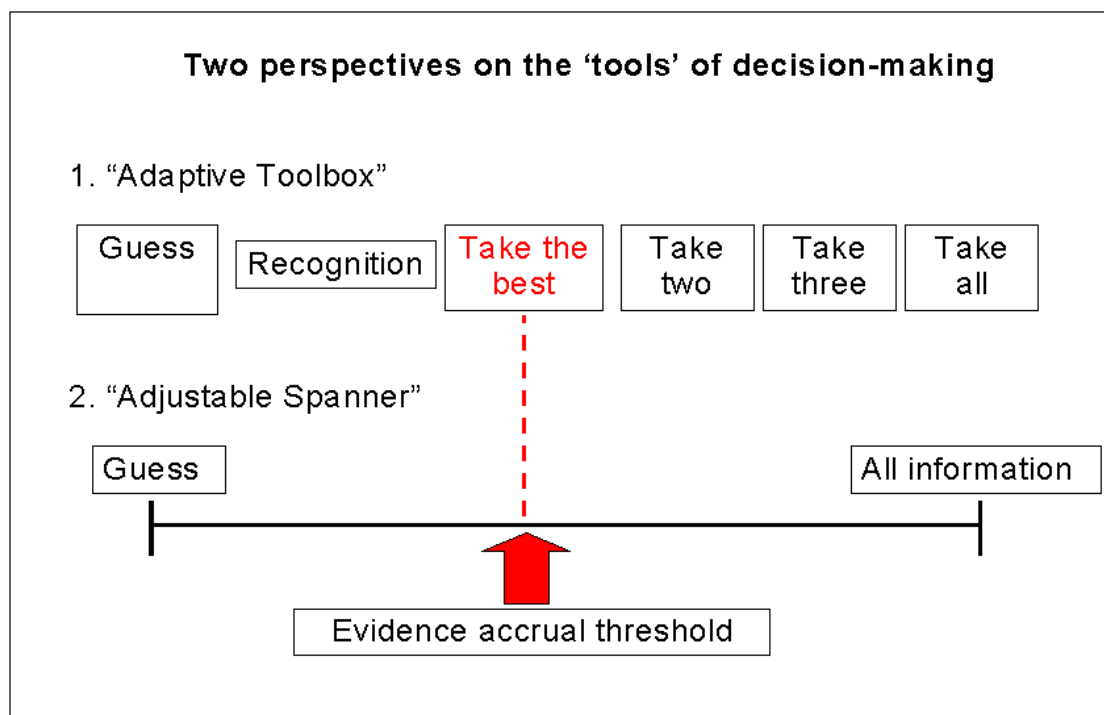 Two perspectives on the ‘tools’ of decision-making
1. “Adaptive Toolbox”
Guess
Recognition
Take the
best
Take
two
Take
three
Take
all
2. “Adjustable Spanner”
Guess
All information
Evidence accrual threshold